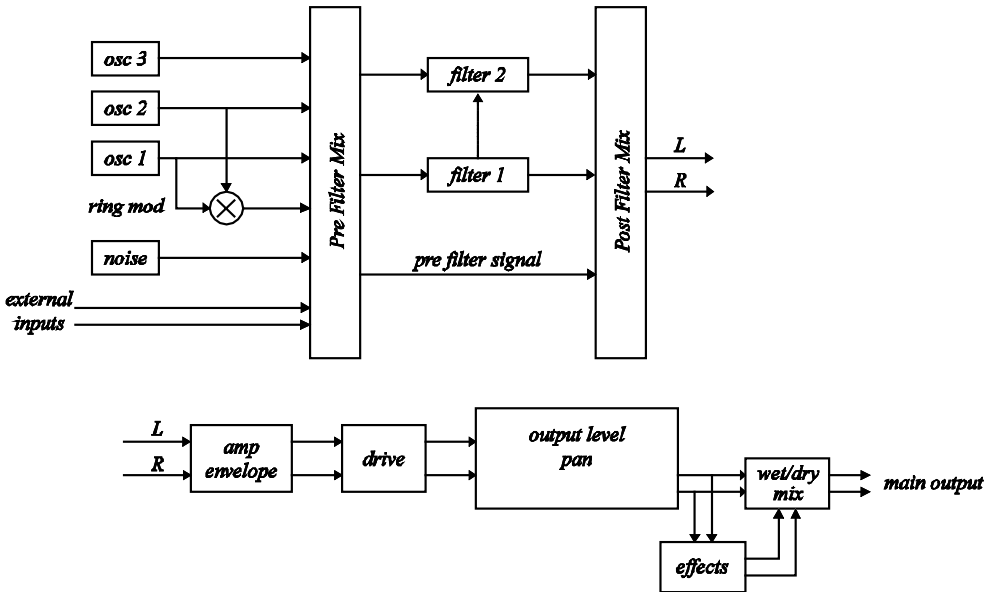 osc 3
osc 2
osc 1
ring mod
noise
external
inputs
Pre Filter Mix
filter 2
filter 1
pre filter signal
Post Filter Mix
L
R
L
R
amp
envelope
drive
output level
pan
wet/dry
mix
main output
effects